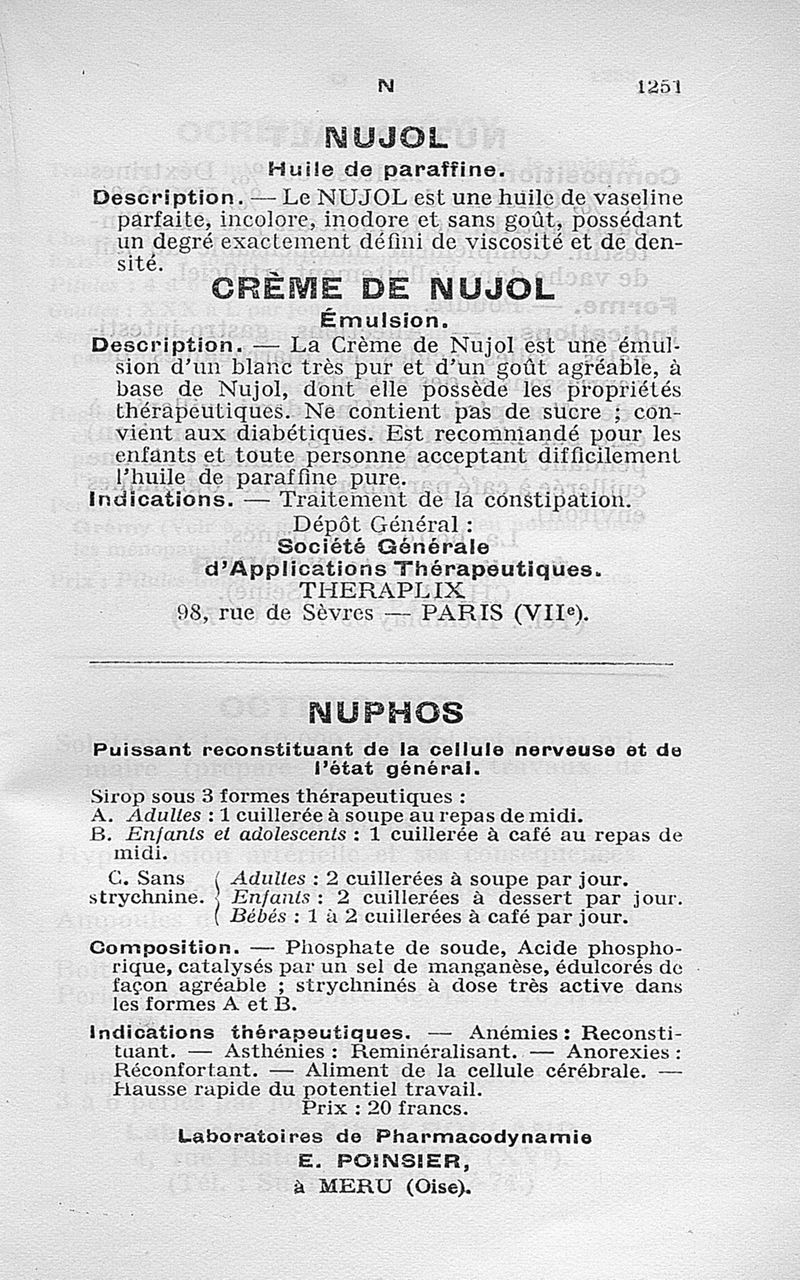 N 1251
NUJOL
Huile de paraffine.
Description. — Le NUJOL est une huile de vaseline
parfaite, incolore, inodore et sans goût, possédant
un degré exactement défini de viscosité et de den-
sité.
CRÈME DE NUJOL
Émulsion.
Description. — La Crème de Nujol est une émul-
sion d'un blanc très pur et d'un goût agréable, à
base de Nujol, dont elle possède les propriétés
thérapeutiques. Ne contient pas de sucre ; con-
vient aux diabétiques. Est recommandé pour les
enfants et toute personne acceptant difficilement
l'huile de paraffine pure.
Indications. — Traitement de la constipation.
Dépôt Général :
Société Générale
d'Applications Thérapeutiques.
THERAPLIX
98, rue de Sèvres — PARIS (VIIe).
NUPHOS
Puissant reconstituant de la cellule nerveuse et de
l'état général.
Sirop sous 3 formes thérapeutiques :
A. Adultes : 1 cuillerée à soupe au repas de midi.
B. Enfants et adolescents : 1 cuillerée à café au repas de
midi.
C. Sans ( Adultes : 2 cuillerées à soupe par jour.
strychnine. { Enfants : 2 cuillerées à dessert par jour.
( Bébés : 1 à 2 cuillerées à café par jour.
Composition. — Phosphate de soude, Acide phospho-
rique, catalysés par un sel de manganèse, édulcorés de
façon agréable ; strychninés à dose très active dans
les formes A et B.
Indications thérapeutiques. — Anémies : Reconsti-
tuant. — Asthénies : Reminéralisant. — Anorexies :
Réconfortant. — Aliment de la cellule cérébrale. —
Hausse rapide du potentiel travail.
Prix : 20 francs.
Laboratoires de Pharmacodynamie
E. POINSIER,
à MERU (Oise).